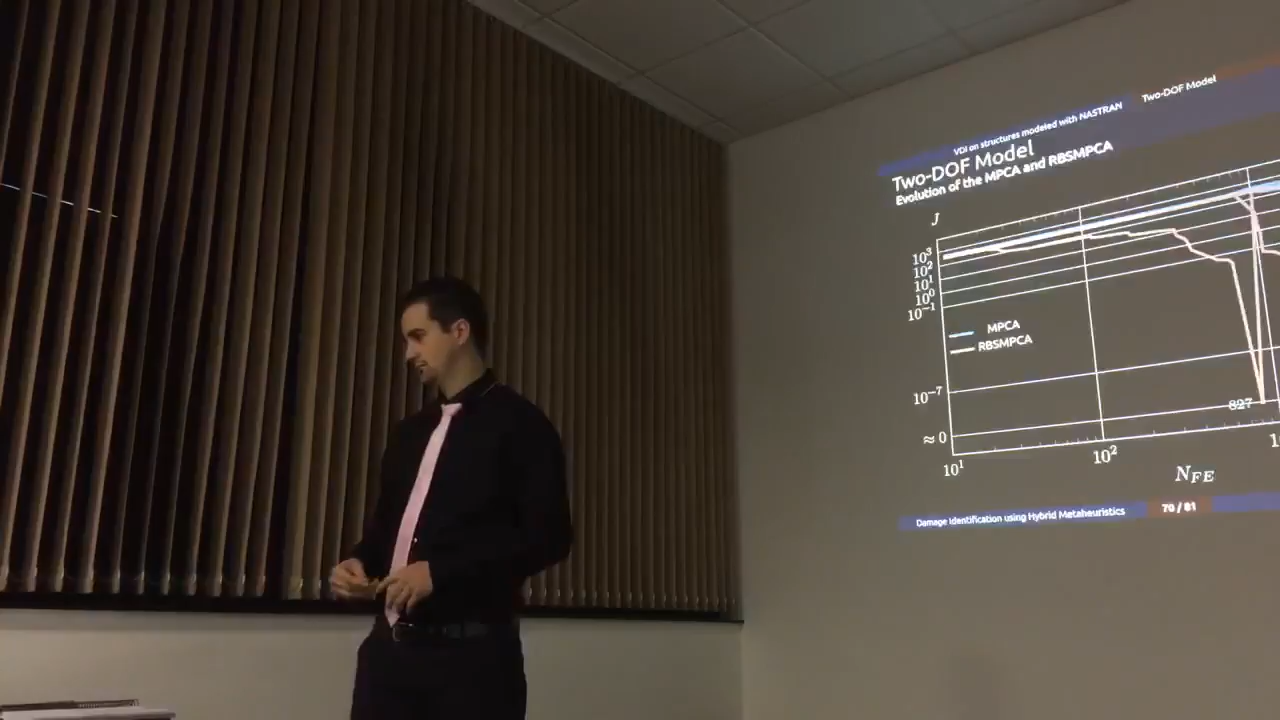 VDI on structures modeled with NASTRAN Two-DOF Model
Two-DOF Model
Evolution of the MPCA and RBSMPCA
J
10³
10²
10¹
10⁰
10⁻¹
MPCA
RBSMPCA
10⁻⁷
827
≈ 0
10¹
10²
N_FE
Damage Identification using Hybrid Metaheuristics 70 / 81